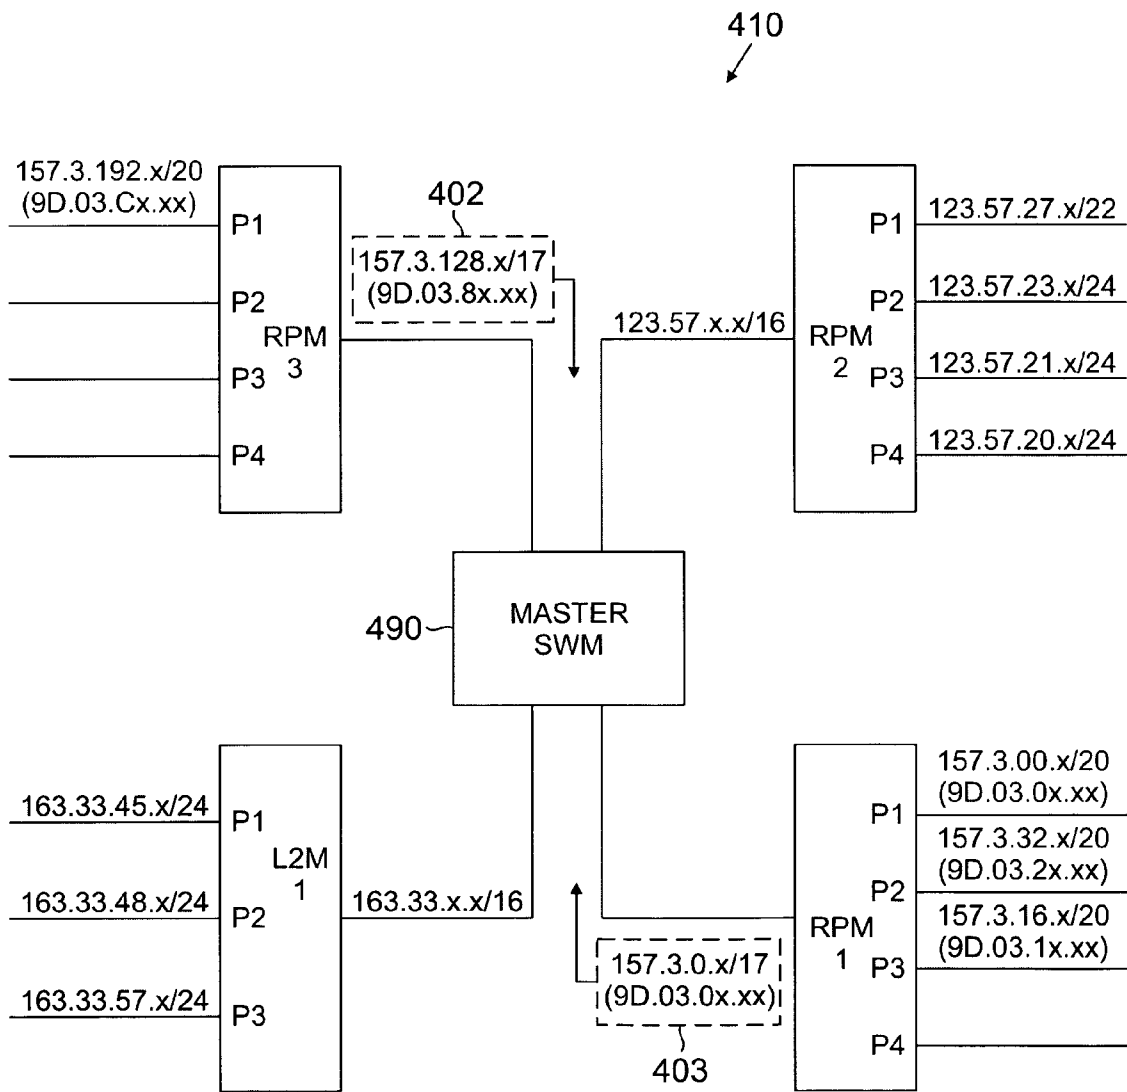 410
157.3.192.x/20
(9D.03.Cx.xx)
P1
P2
RPM
3
P3
P4
402
157.3.128.x/17
(9D.03.8x.xx)
123.57.x.x/16
P1
P2
RPM
2
P3
P4
123.57.27.x/22
123.57.23.x/24
123.57.21.x/24
123.57.20.x/24
490
MASTER
SWM
163.33.45.x/24
163.33.48.x/24
163.33.57.x/24
P1
L2M
1
P2
P3
163.33.x.x/16
157.3.0.x/17
(9D.03.0x.xx)
403
P1
P2
RPM
1
P3
P4
157.3.00.x/20
(9D.03.0x.xx)
157.3.32.x/20
(9D.03.2x.xx)
157.3.16.x/20
(9D.03.1x.xx)